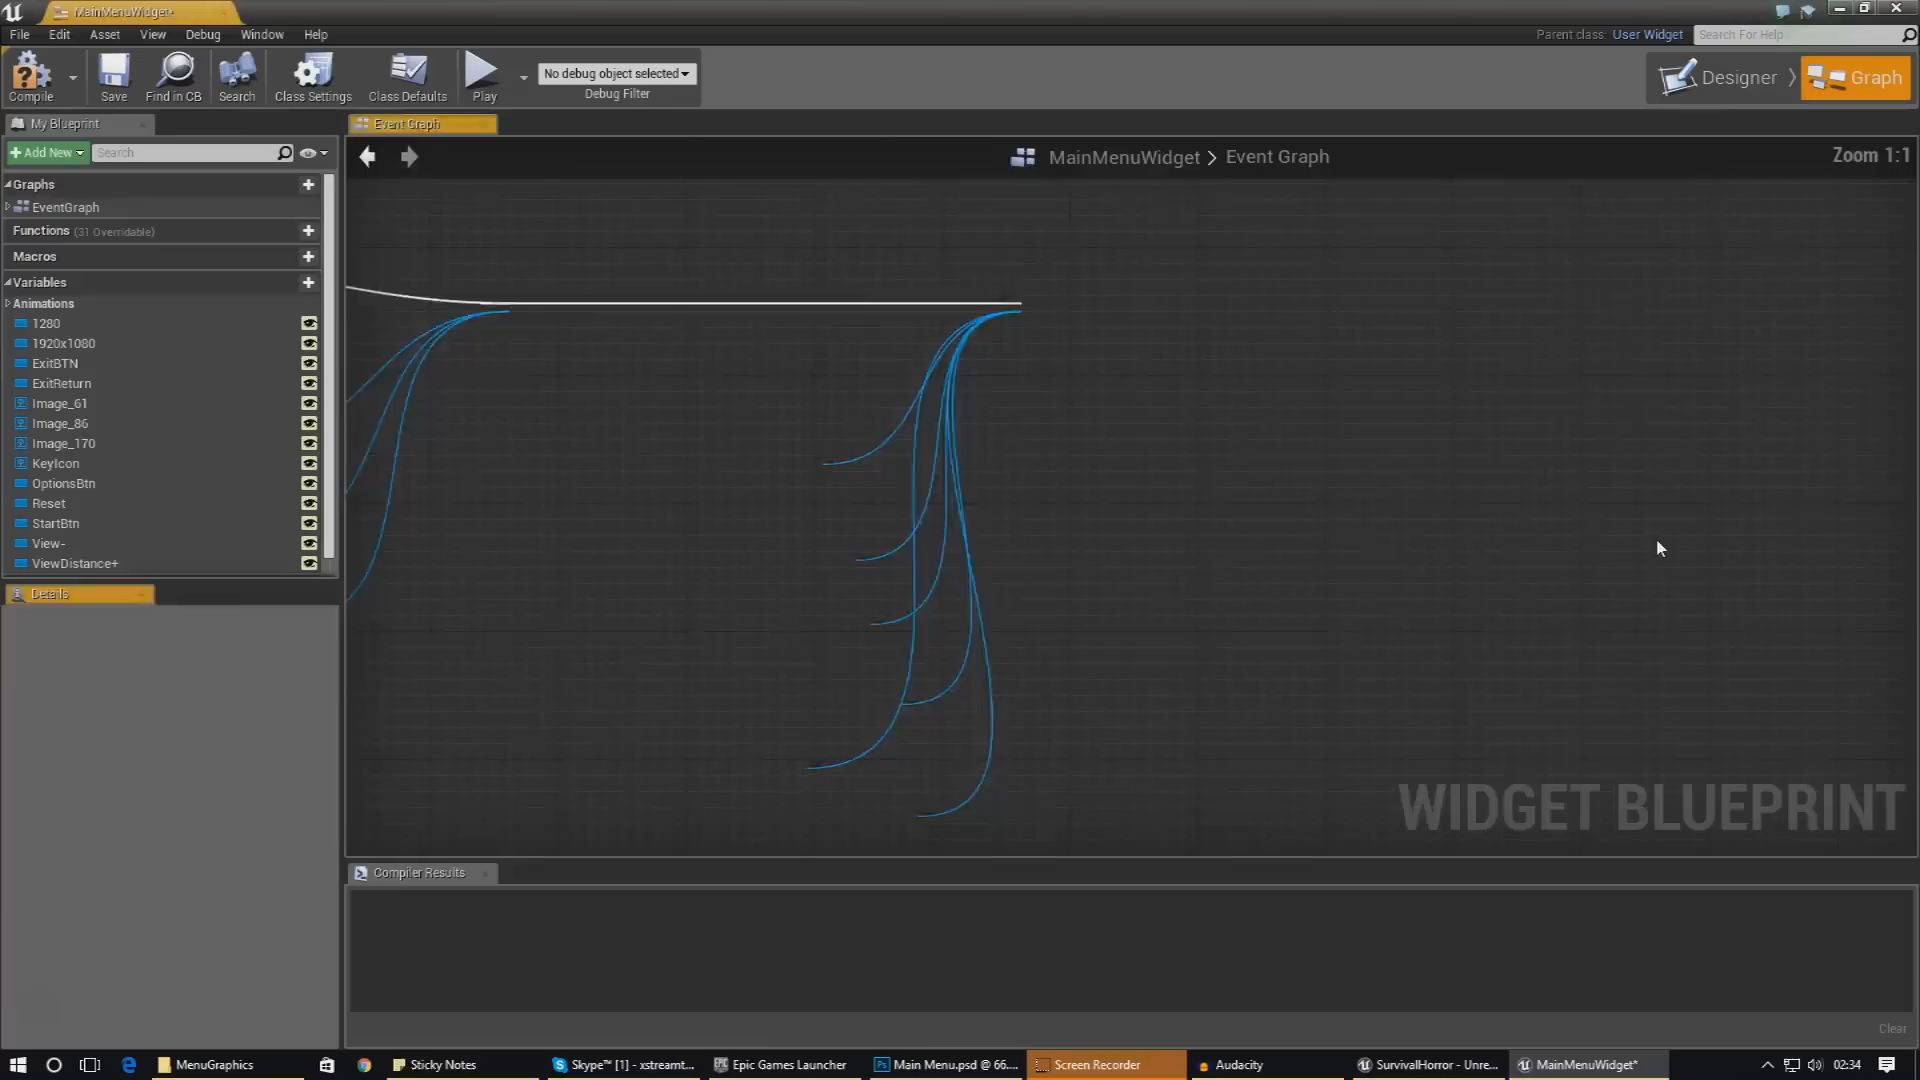 MainMenuWidget*
File Edit Asset View Debug Window Help
Parent class: User Widget
Search For Help
Compile Save Find in CB Search Class Settings Class Defaults Play
No debug object selected
Debug Filter
Designer Graph
My Blueprint
Event Graph
Add New
Search
MainMenuWidget > Event Graph
Zoom 1:1
Graphs
EventGraph
Functions (31 Overridable)
Macros
Variables
Animations
1280
1920x1080
ExitBTN
ExitReturn
Image_61
Image_86
Image_170
KeyIcon
OptionsBtn
Reset
StartBtn
View-
ViewDistance+
Details
WIDGET BLUEPRINT
Compiler Results
Clear
MenuGraphics
Sticky Notes
Skype™ [1] - xstreamt...
Epic Games Launcher
Main Menu.psd @ 66....
Screen Recorder
Audacity
SurvivalHorror - Unre...
MainMenuWidget*
02:34